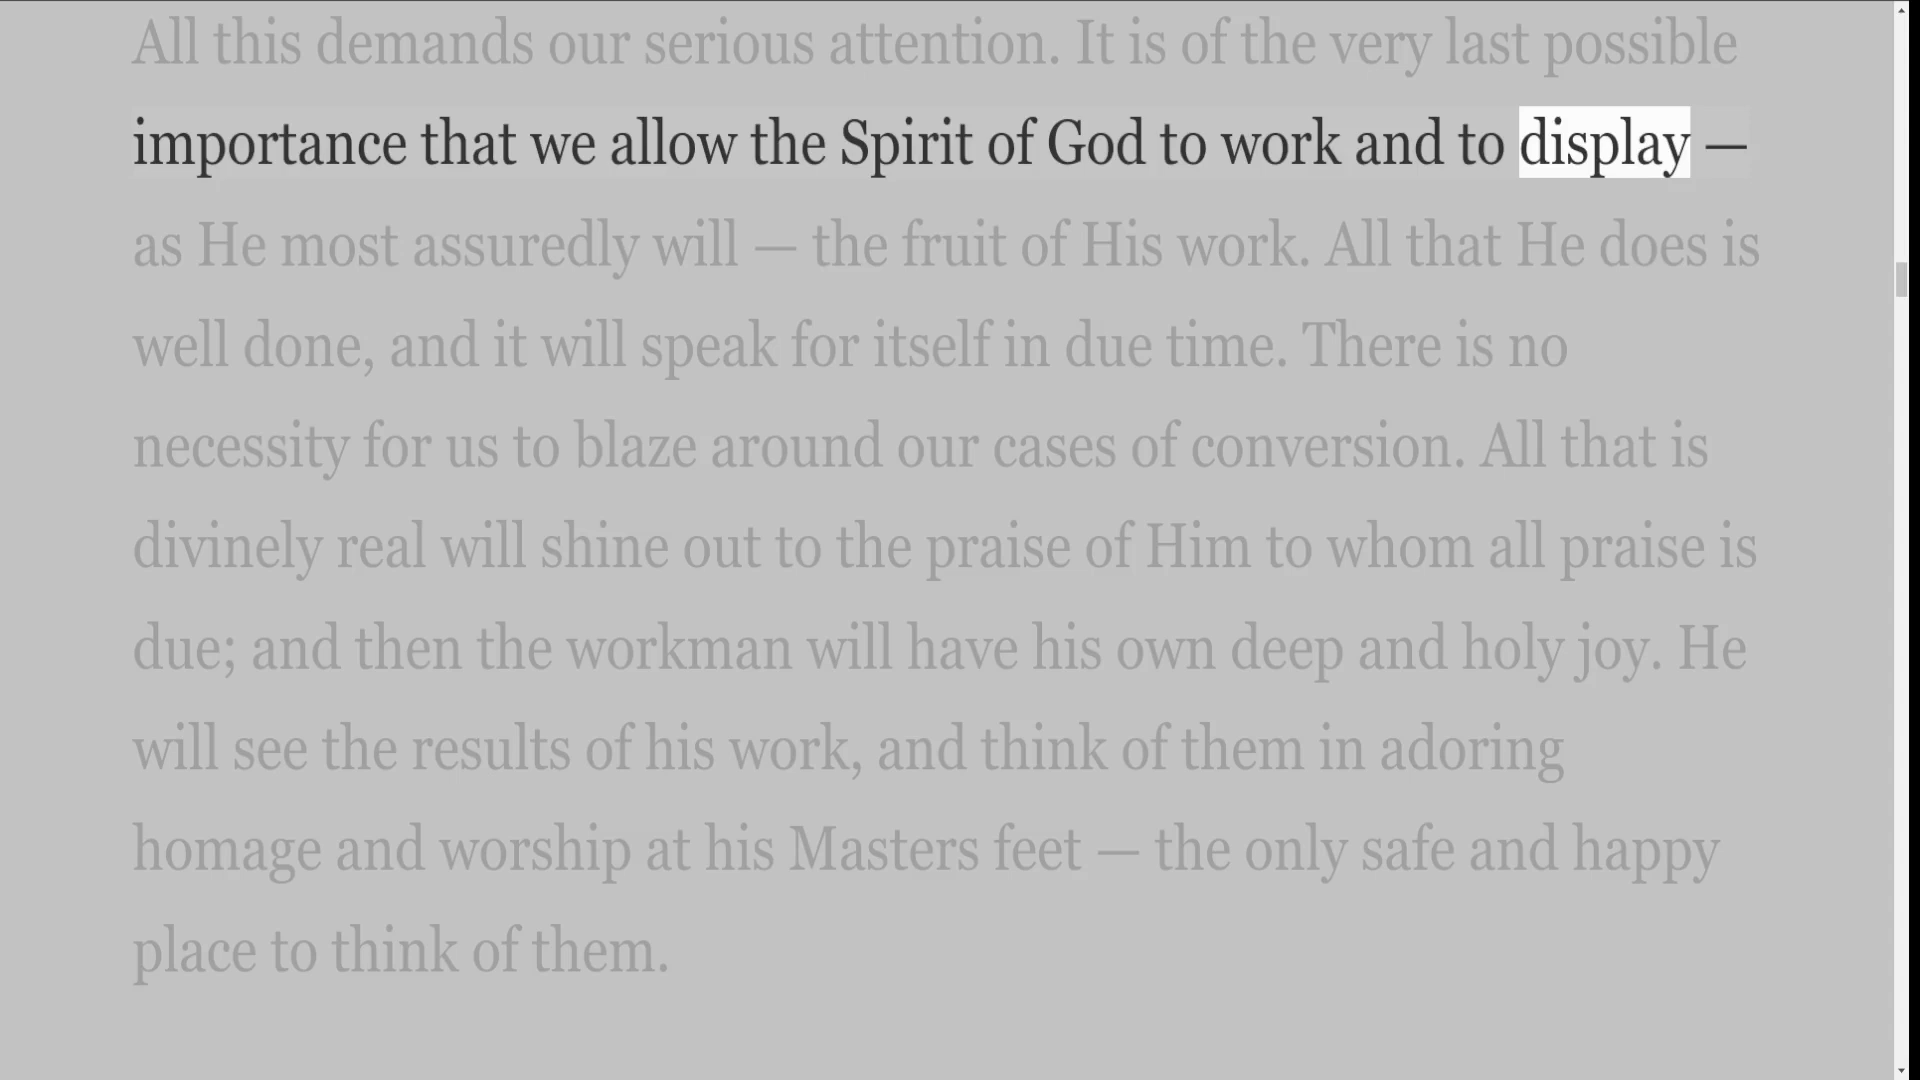 All this demands our serious attention. It is of the very last possible
importance that we allow the Spirit of God to work and to display —
as He most assuredly will — the fruit of His work. All that He does is
well done, and it will speak for itself in due time. There is no
necessity for us to blaze around our cases of conversion. All that is
divinely real will shine out to the praise of Him to whom all praise is
due; and then the workman will have his own deep and holy joy. He
will see the results of his work, and think of them in adoring
homage and worship at his Masters feet — the only safe and happy
place to think of them.